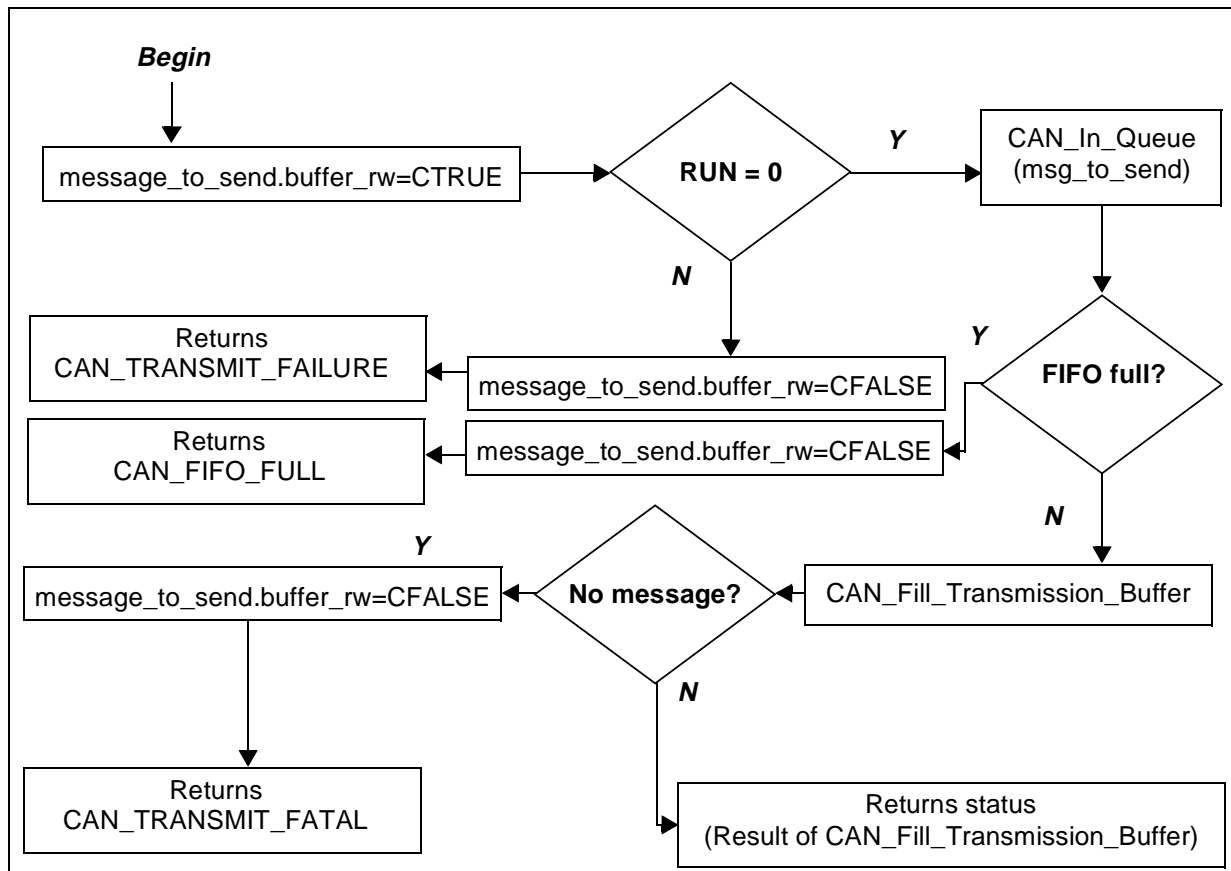 Begin
message_to_send.buffer_rw=CTRUE
RUN = 0
Y
CAN_In_Queue
(msg_to_send)
N
Returns
CAN_TRANSMIT_FAILURE
message_to_send.buffer_rw=CFALSE
Y
FIFO full?
Returns
CAN_FIFO_FULL
message_to_send.buffer_rw=CFALSE
N
Y
message_to_send.buffer_rw=CFALSE
No message?
CAN_Fill_Transmission_Buffer
N
Returns
CAN_TRANSMIT_FATAL
Returns status
(Result of CAN_Fill_Transmission_Buffer)